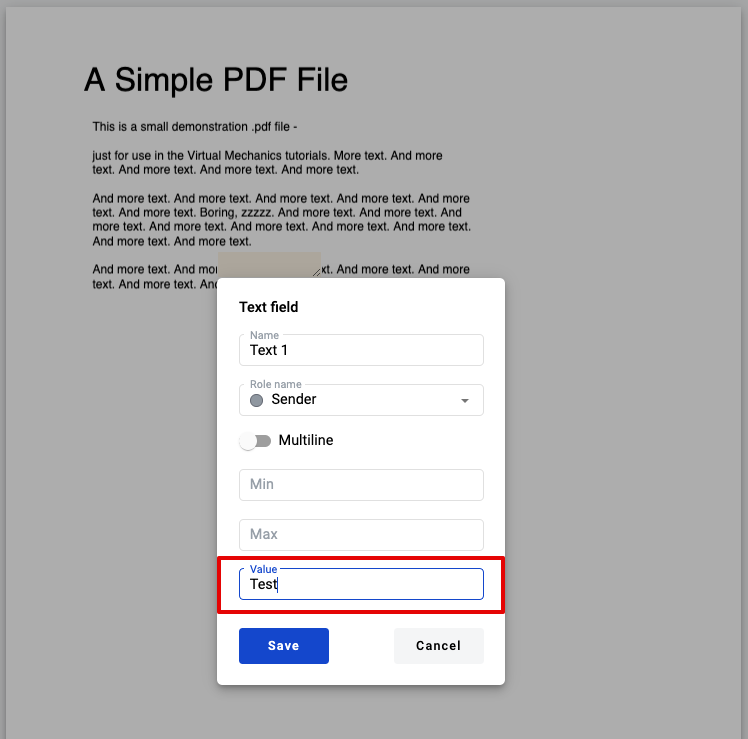 A Simple PDF File
This is a small demonstration .pdf file -
just for use in the Virtual Mechanics tutorials. More text. And more
text. And more text. And more text. And more text.
And more text. And more text. And more text. And more text. And more
text. And more text. Boring, zzzzz. And more text. And more text. And
more text. And more text. And more text. And more text. And more text.
And more text. And more text.
And more text. And xt. And more text. And more
text. And more text.
Text field
Name
Text 1
Role name
Sender
Multiline
Min
Max
Value
Test
Save
Cancel